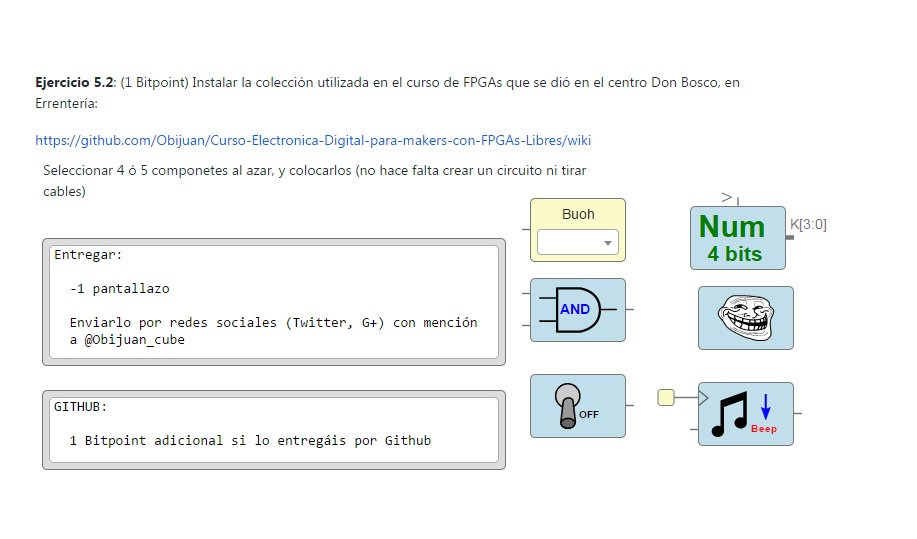 Ejercicio 5.2: (1 Bitpoint) Instalar la colección utilizada en el curso de FPGAs que se dió en el centro Don Bosco, en
Errentería:
https://github.com/Obijuan/Curso-Electronica-Digital-para-makers-con-FPGAs-Libres/wiki
Seleccionar 4 ó 5 componetes al azar, y colocarlos (no hace falta crear un circuito ni tirar
cables)
Entregar:
-1 pantallazo
Enviarlo por redes sociales (Twitter, G+) con mención
a @Obijuan_cube
GITHUB:
1 Bitpoint adicional si lo entregáis por Github
Buoh
AND
OFF
Num
4 bits
K[3:0]
Beep